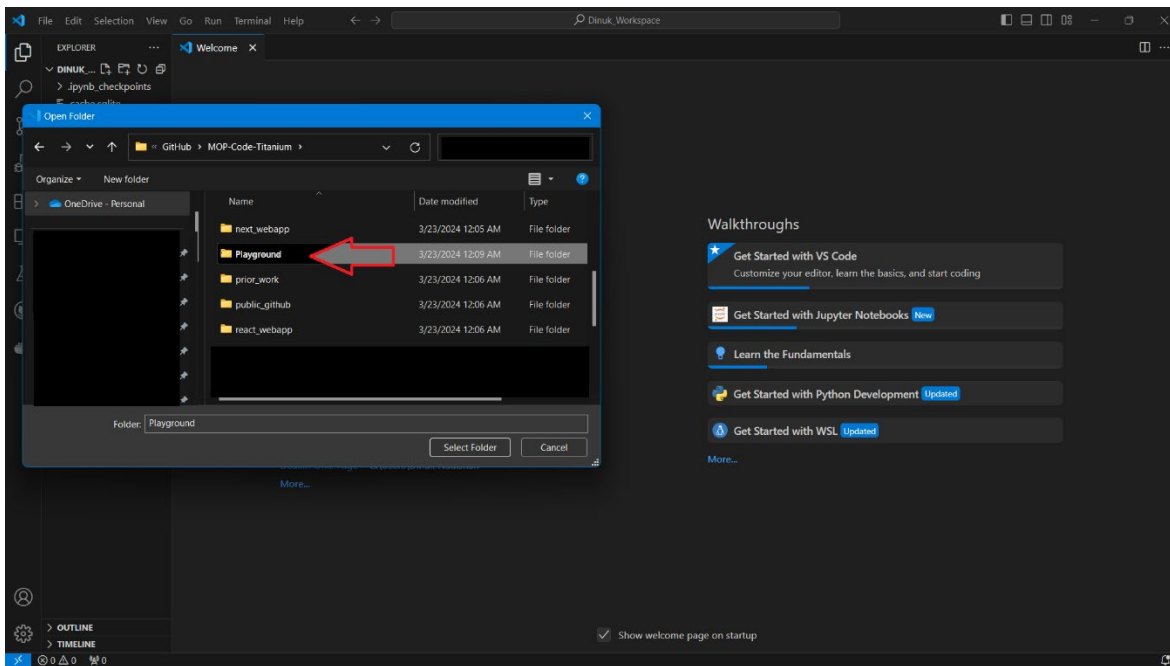 File Edit Selection View Go Run Terminal Help
Dinuk_Workspace
EXPLORER
Welcome
DINUK_...
.ipynb_checkpoints
Open Folder
GitHub > MOP-Code-Titanium >
Organize New folder
OneDrive - Personal
Name Date modified Type
next_webapp 3/23/2024 12:05 AM File folder
Playground 3/23/2024 12:09 AM File folder
prior_work 3/23/2024 12:06 AM File folder
public_github 3/23/2024 12:06 AM File folder
react_webapp 3/23/2024 12:06 AM File folder
Folder: Playground
Select Folder Cancel
More...
Walkthroughs
Get Started with VS Code
Customize your editor, learn the basics, and start coding
Get Started with Jupyter Notebooks New
Learn the Fundamentals
Get Started with Python Development Updated
Get Started with WSL Updated
More...
Show welcome page on startup
OUTLINE
TIMELINE
0 0 0